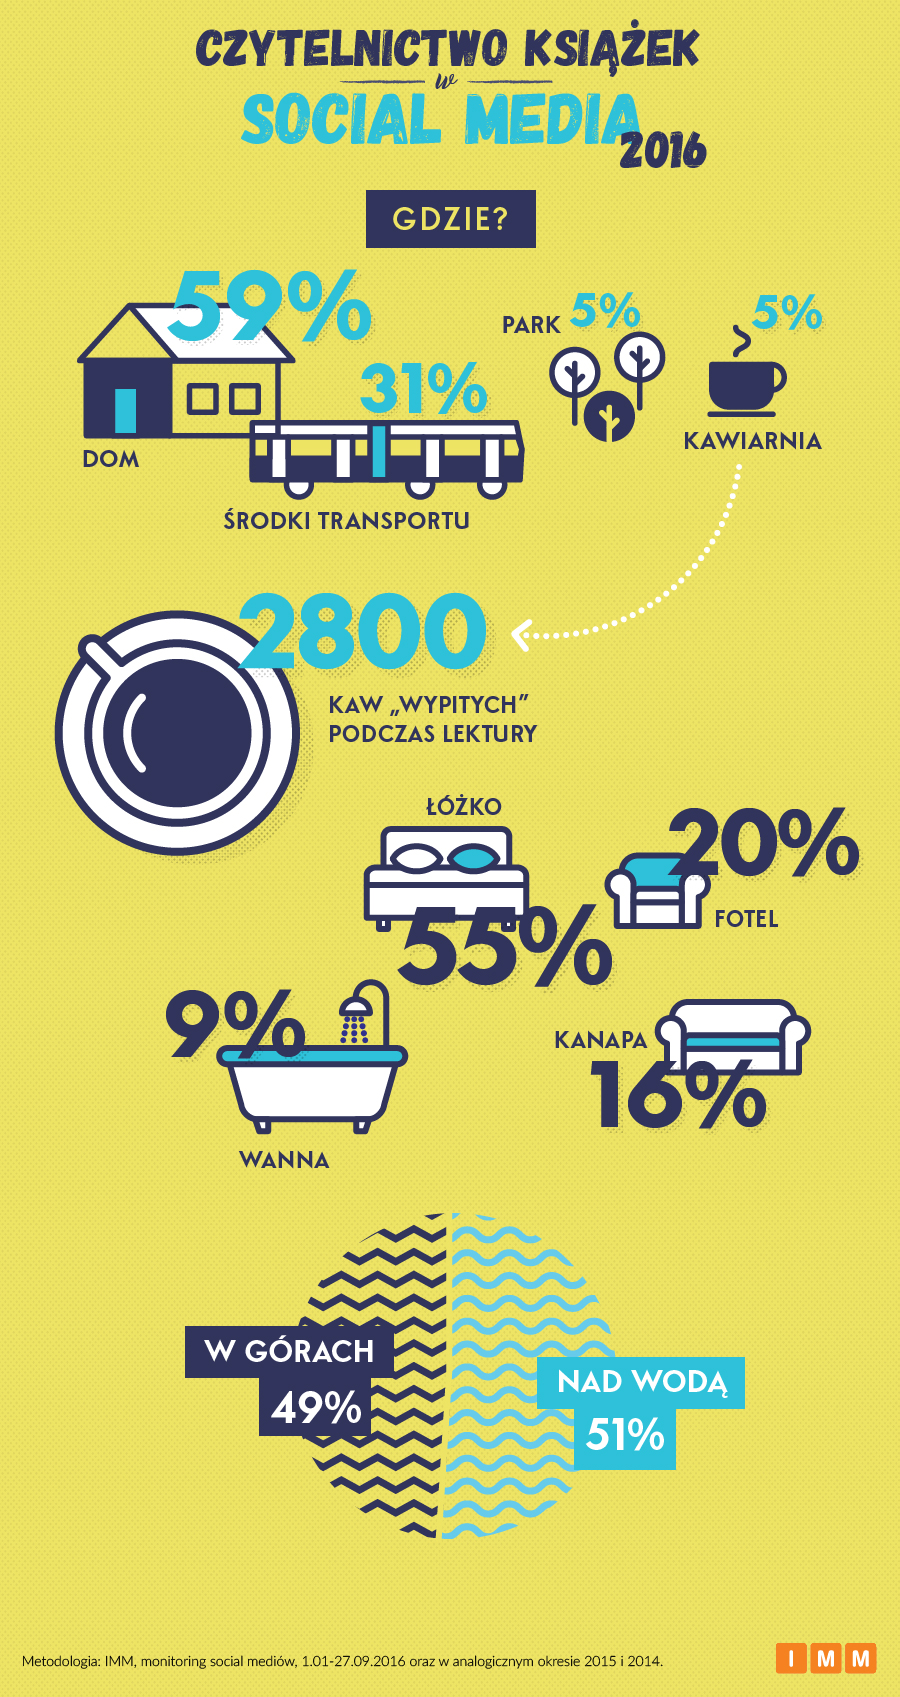 CZYTELNICTWO KSIĄŻEK
w
SOCIAL MEDIA
2016
GDZIE?
59%
DOM
31%
ŚRODKI TRANSPORTU
PARK 5%
5%
KAWIARNIA
2800
KAW „WYPITYCH”
PODCZAS LEKTURY
ŁÓŻKO
55%
20%
FOTEL
9%
WANNA
KANAPA
16%
W GÓRACH
49%
NAD WODĄ
51%
Metodologia: IMM, monitoring social mediów, 1.01-27.09.2016 oraz w analogicznym okresie 2015 i 2014.
IMM